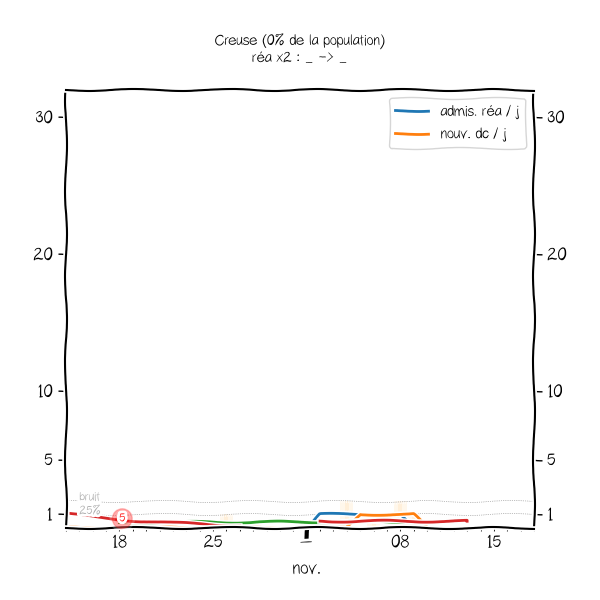 Creuse (0% de la population)
réa x2 : _ -> _
admis. réa / j
nouv. dc / j
30
30
20
20
10
10
5
5
bruit
25%
1
1
5
18
25
1
08
15
nov.